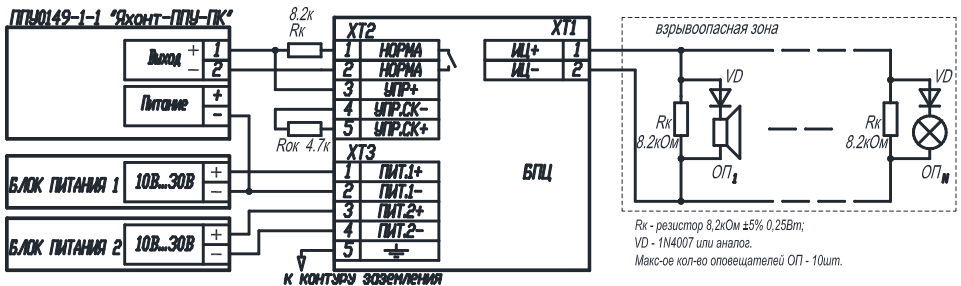 ППУ0149-1-1 "Яхонт-ППУ-ПК"
Выход + 1
− 2
Питание +
−
БЛОК ПИТАНИЯ 1 10В...30В +
−
БЛОК ПИТАНИЯ 2 10В...30В +
−
8.2к
Rк
Rок 4.7к
к контуру заземления
XT2
1 НОРМА
2 НОРМА
3 УПР+
4 УПР.СК-
5 УПР.СК+
XT3
1 ПИТ.1+
2 ПИТ.1-
3 ПИТ.2+
4 ПИТ.2-
5
XT1
ИЦ+ 1
ИЦ- 2
БПЦ
взрывоопасная зона
VD
Rк
8.2кОм
ОП1
VD
Rк
8.2кОм
ОПN
Rк - резистор 8,2кОм ±5% 0,25Вт;
VD - 1N4007 или аналог.
Макс-ое кол-во оповещателей ОП - 10шт.